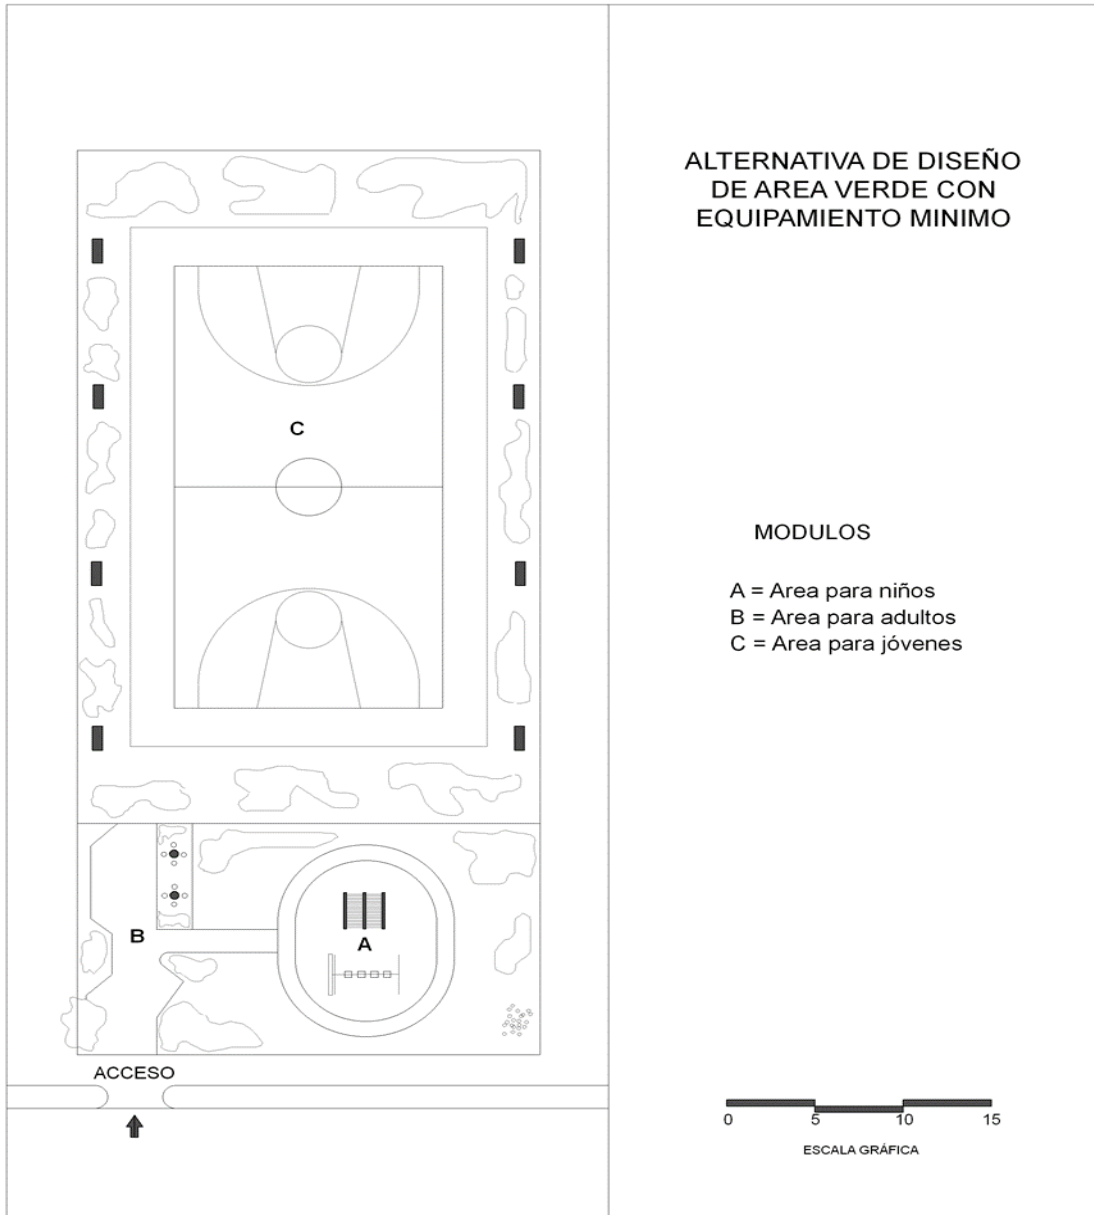 ALTERNATIVA DE DISEÑO
DE AREA VERDE CON
EQUIPAMIENTO MINIMO
C
MODULOS
A = Area para niños
B = Area para adultos
C = Area para jóvenes
B
A
ACCESO
0 5 10 15
ESCALA GRÁFICA